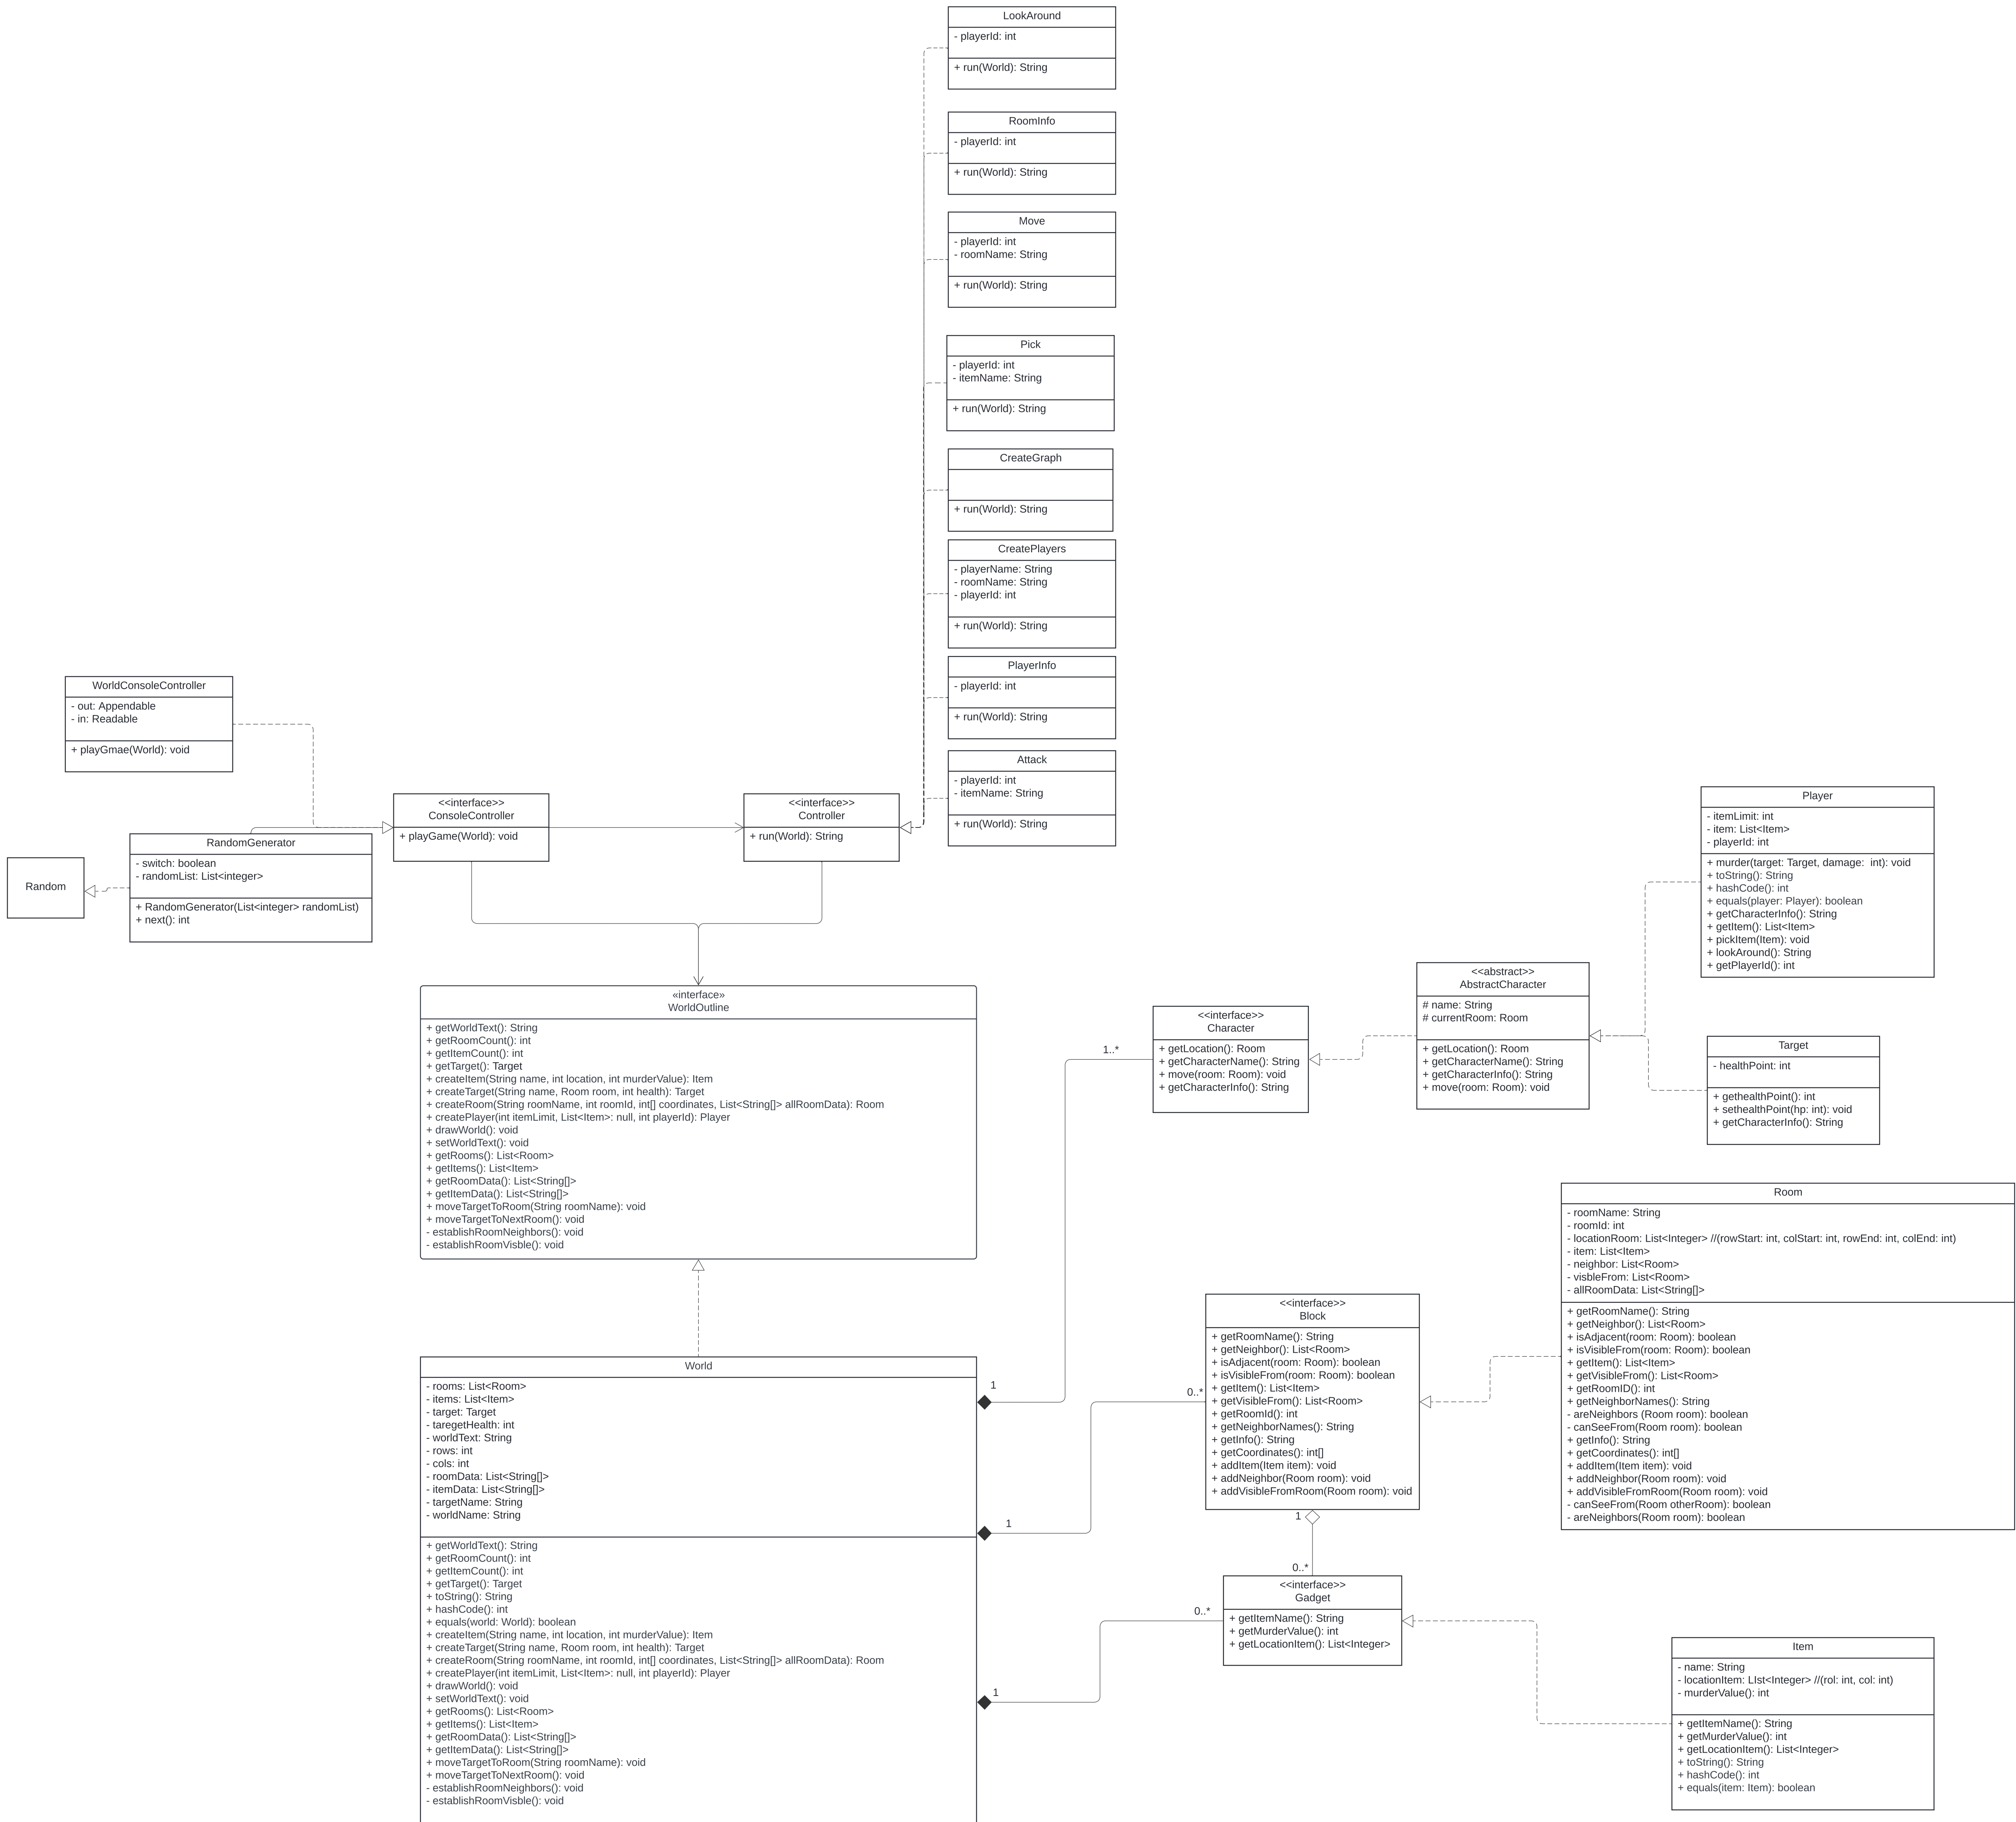 LookAround
- playerId: int
+ run(World): String
RoomInfo
- playerId: int
+ run(World): String
Move
- playerId: int
- roomName: String
+ run(World): String
Pick
- playerId: int
- itemName: String
+ run(World): String
CreateGraph
+ run(World): String
CreatePlayers
- playerName: String
- roomName: String
- playerId: int
+ run(World): String
PlayerInfo
- playerId: int
+ run(World): String
Attack
- playerId: int
- itemName: String
+ run(World): String
WorldConsoleController
- out: Appendable
- in: Readable
+ playGmae(World): void
<<interface>>
ConsoleController
+ playGame(World): void
<<interface>>
Controller
+ run(World): String
Random
RandomGenerator
- switch: boolean
- randomList: List<integer>
+ RandomGenerator(List<integer> randomList)
+ next(): int
Player
- itemLimit: int
- item: List<Item>
- playerId: int
+ murder(target: Target, damage:  int): void
+ toString(): String
+ hashCode(): int
+ equals(player: Player): boolean
+ getCharacterInfo(): String
+ getItem(): List<Item>
+ pickItem(Item): void
+ lookAround(): String
+ getPlayerId(): int
<<abstract>>
AbstractCharacter
# name: String
# currentRoom: Room
+ getLocation(): Room
+ getCharacterName(): String
+ getCharacterInfo(): String
+ move(room: Room): void
<<interface>>
Character
+ getLocation(): Room
+ getCharacterName(): String
+ move(room: Room): void
+ getCharacterInfo(): String
Target
- healthPoint: int
+ gethealthPoint(): int
+ sethealthPoint(hp: int): void
+ getCharacterInfo(): String
«interface»
WorldOutline
+ getWorldText(): String
+ getRoomCount(): int
+ getItemCount(): int
+ getTarget(): Target
+ createItem(String name, int location, int murderValue): Item
+ createTarget(String name, Room room, int health): Target
+ createRoom(String roomName, int roomId, int[] coordinates, List<String[]> allRoomData): Room
+ createPlayer(int itemLimit, List<Item>: null, int playerId): Player
+ drawWorld(): void
+ setWorldText(): void
+ getRooms(): List<Room>
+ getItems(): List<Item>
+ getRoomData(): List<String[]>
+ getItemData(): List<String[]>
+ moveTargetToRoom(String roomName): void
+ moveTargetToNextRoom(): void
- establishRoomNeighbors(): void
- establishRoomVisble(): void
1..*
World
- rooms: List<Room>
- items: List<Item>
- target: Target
- taregetHealth: int
- worldText: String
- rows: int
- cols: int
- roomData: List<String[]>
- itemData: List<String[]>
- targetName: String
- worldName: String
+ getWorldText(): String
+ getRoomCount(): int
+ getItemCount(): int
+ getTarget(): Target
+ toString(): String
+ hashCode(): int
+ equals(world: World): boolean
+ createItem(String name, int location, int murderValue): Item
+ createTarget(String name, Room room, int health): Target
+ createRoom(String roomName, int roomId, int[] coordinates, List<String[]> allRoomData): Room
+ createPlayer(int itemLimit, List<Item>: null, int playerId): Player
+ drawWorld(): void
+ setWorldText(): void
+ getRooms(): List<Room>
+ getItems(): List<Item>
+ getRoomData(): List<String[]>
+ getItemData(): List<String[]>
+ moveTargetToRoom(String roomName): void
+ moveTargetToNextRoom(): void
- establishRoomNeighbors(): void
- establishRoomVisble(): void
1
1
1
0..*
<<interface>>
Block
+ getRoomName(): String
+ getNeighbor(): List<Room>
+ isAdjacent(room: Room): boolean
+ isVisibleFrom(room: Room): boolean
+ getItem(): List<Item>
+ getVisibleFrom(): List<Room>
+ getRoomId(): int
+ getNeighborNames(): String
+ getInfo(): String
+ getCoordinates(): int[]
+ addItem(Item item): void
+ addNeighbor(Room room): void
+ addVisibleFromRoom(Room room): void
1
0..*
0..*
<<interface>>
Gadget
+ getItemName(): String
+ getMurderValue(): int
+ getLocationItem(): List<Integer>
Room
- roomName: String
- roomId: int
- locationRoom: List<Integer> //(rowStart: int, colStart: int, rowEnd: int, colEnd: int)
- item: List<Item>
- neighbor: List<Room>
- visbleFrom: List<Room>
- allRoomData: List<String[]>
+ getRoomName(): String
+ getNeighbor(): List<Room>
+ isAdjacent(room: Room): boolean
+ isVisibleFrom(room: Room): boolean
+ getItem(): List<Item>
+ getVisibleFrom(): List<Room>
+ getRoomID(): int
+ getNeighborNames(): String
- areNeighbors (Room room): boolean
- canSeeFrom(Room room): boolean
+ getInfo(): String
+ getCoordinates(): int[]
+ addItem(Item item): void
+ addNeighbor(Room room): void
+ addVisibleFromRoom(Room room): void
- canSeeFrom(Room otherRoom): boolean
- areNeighbors(Room room): boolean
Item
- name: String
- locationItem: LIst<Integer> //(rol: int, col: int)
- murderValue(): int
+ getItemName(): String
+ getMurderValue(): int
+ getLocationItem(): List<Integer>
+ toString(): String
+ hashCode(): int
+ equals(item: Item): boolean